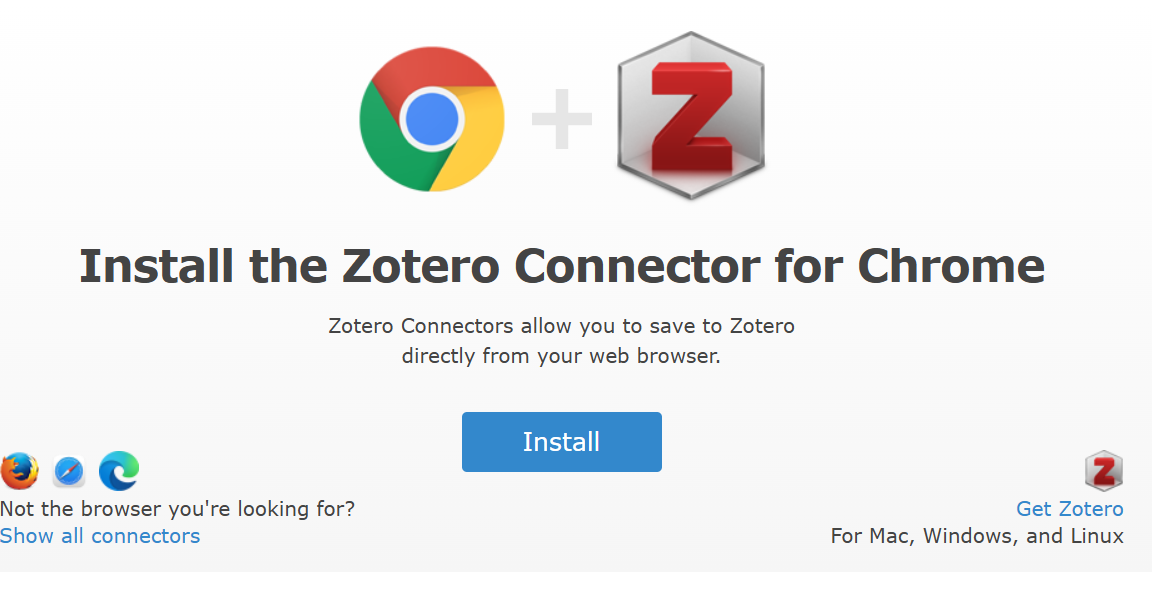 Z
Install the Zotero Connector for Chrome
Zotero Connectors allow you to save to Zotero
directly from your web browser.
Install
Not the browser you're looking for?
Show all connectors
Z
Get Zotero
For Mac, Windows, and Linux